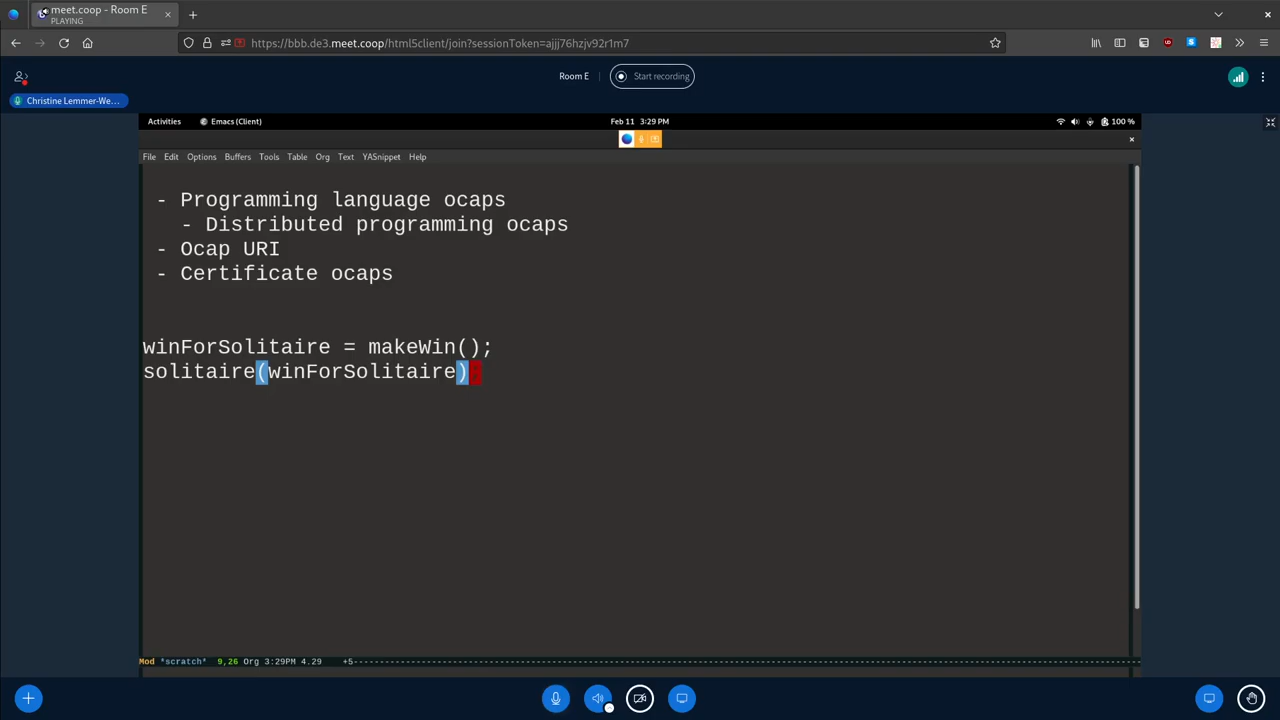 meet.coop - Room E
PLAYING
https://bbb.de3.meet.coop/html5client/join?sessionToken=ajjj76hzjv92r1m7
Room E
Start recording
Christine Lemmer-We...
Activities
Emacs (Client)
Feb 11 3:29 PM
100 %
File Edit Options Buffers Tools Table Org Text YASnippet Help
- Programming language ocaps
- Distributed programming ocaps
- Ocap URI
- Certificate ocaps
winForSolitaire = makeWin();
solitaire(winForSolitaire);
Mod *scratch* 9,26 Org 3:29PM 4.29 +5